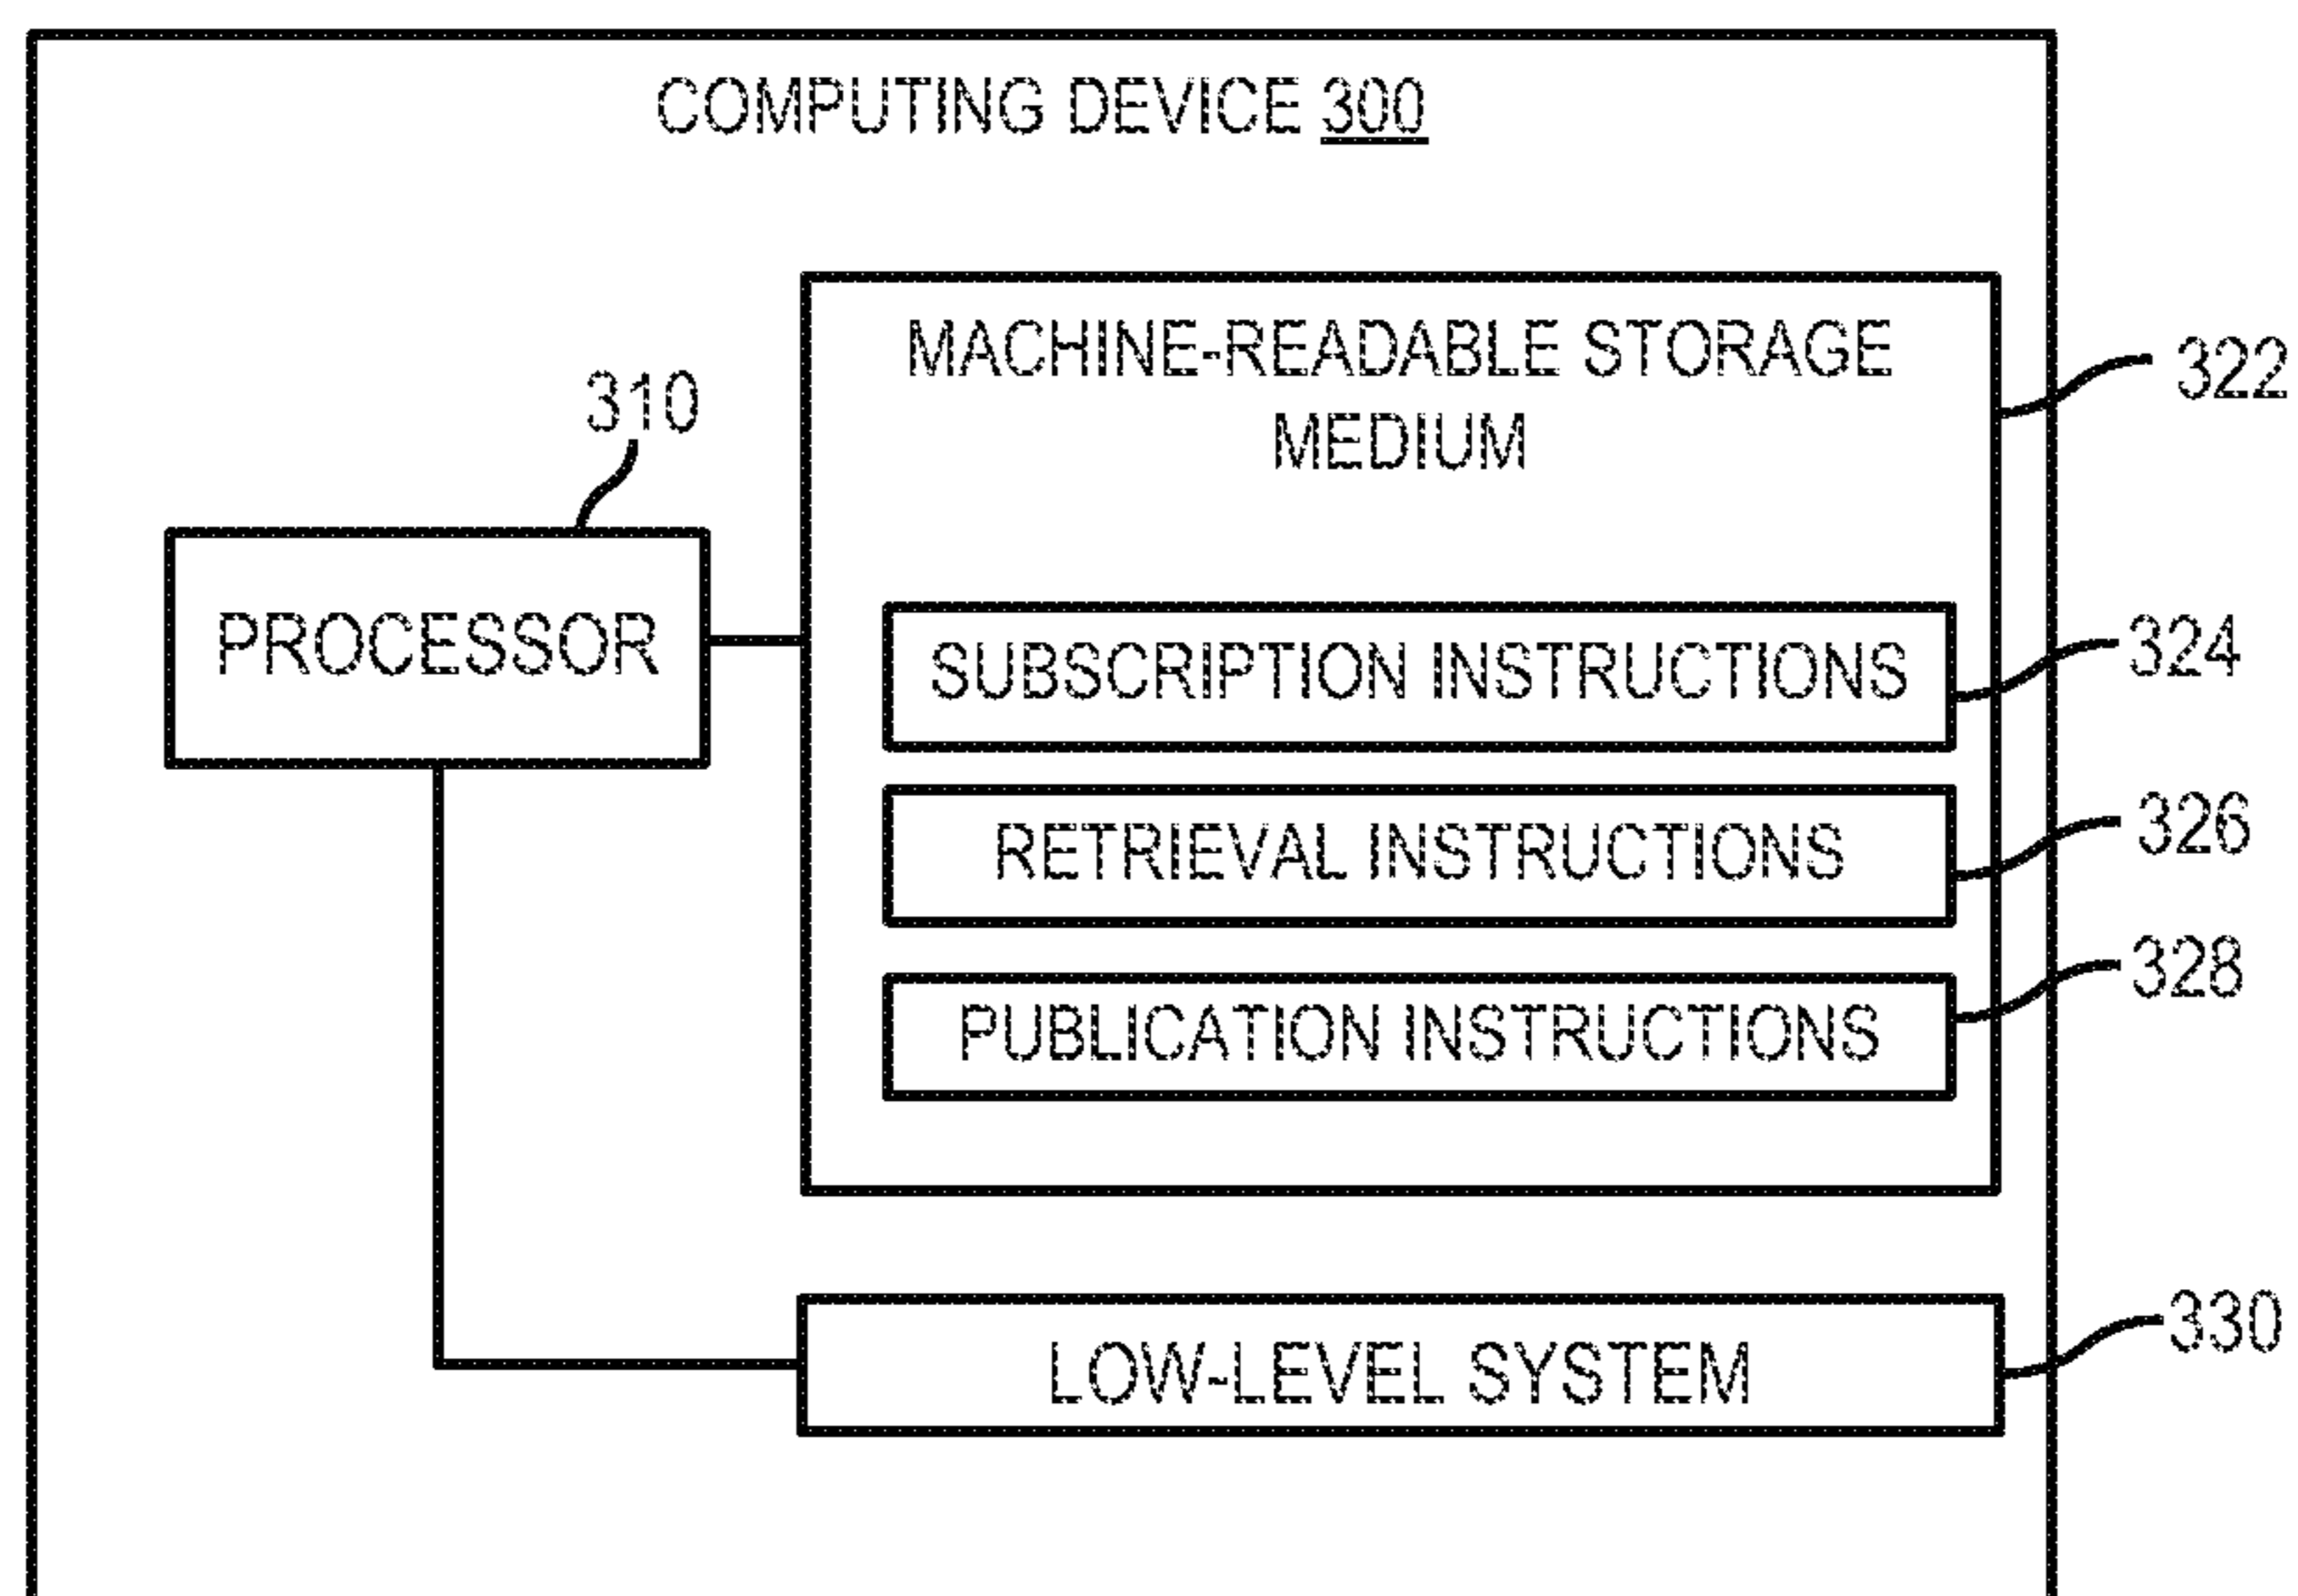 COMPUTING DEVICE 300
MACHINE-READABLE STORAGE
MEDIUM
322
310
PROCESSOR
SUBSCRIPTION INSTRUCTIONS
324
RETRIEVAL INSTRUCTIONS
326
PUBLICATION INSTRUCTIONS
328
LOW-LEVEL SYSTEM
330